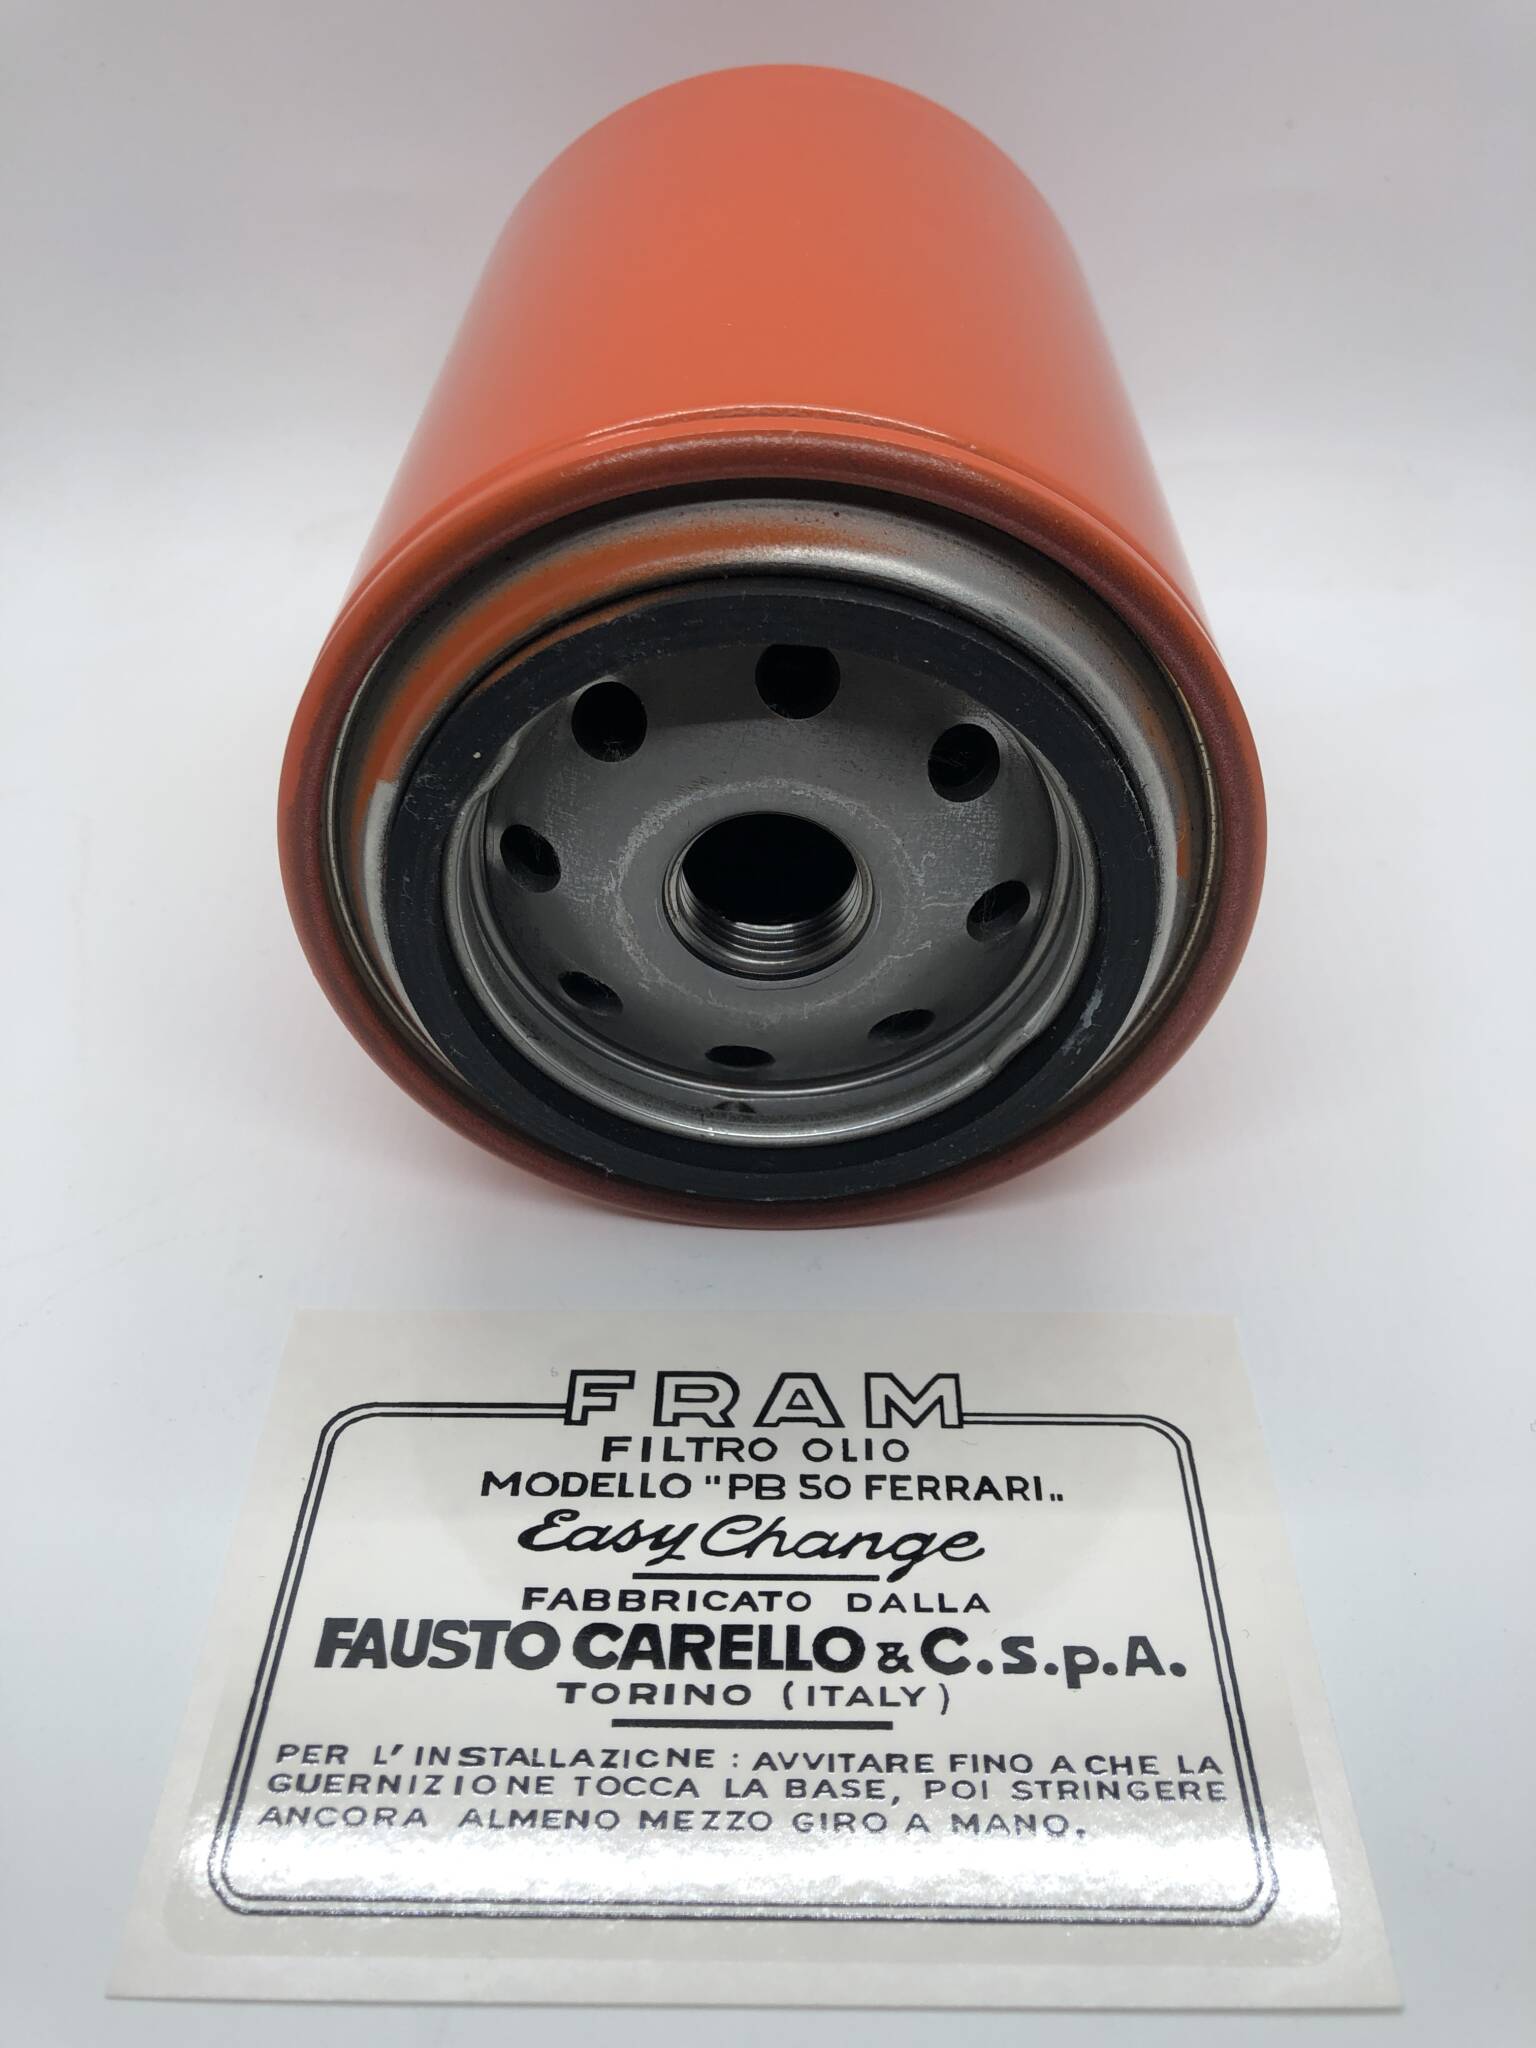 FRAM
FILTRO OLIO
MODELLO "PB 50 FERRARI„
Easy Change
FABBRICATO DALLA
FAUSTO CARELLO & C.S.p.A.
TORINO (ITALY)
PER L'INSTALLAZIONE: AVVITARE FINO A CHE LA
GUERNIZIONE TOCCA LA BASE, POI STRINGERE
ANCORA ALMENO MEZZO GIRO A MANO.